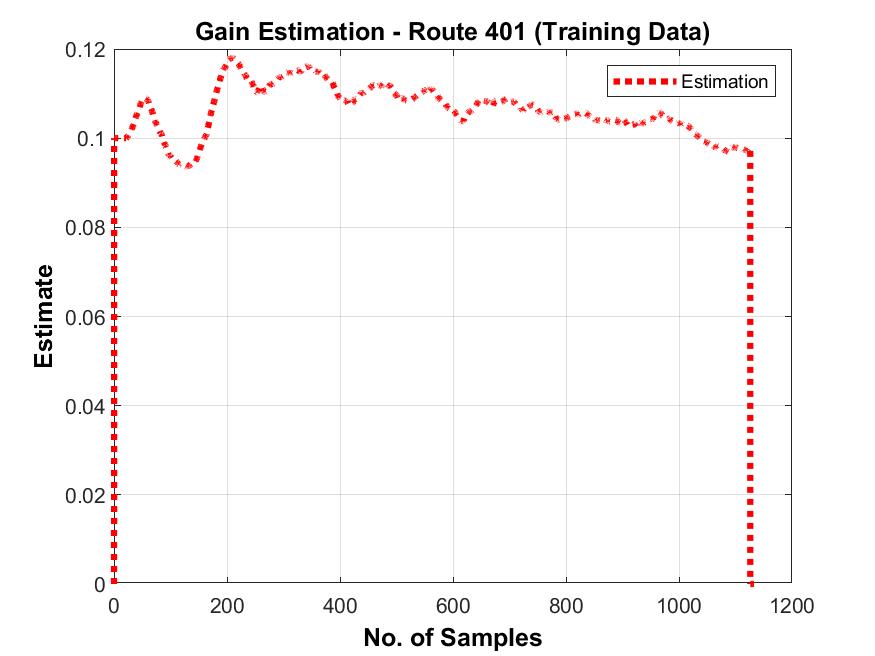 Gain Estimation - Route 401 (Training Data)
Estimation
0.12
0.1
0.08
0.06
0.04
0.02
0
Estimate
0 200 400 600 800 1000 1200
No. of Samples